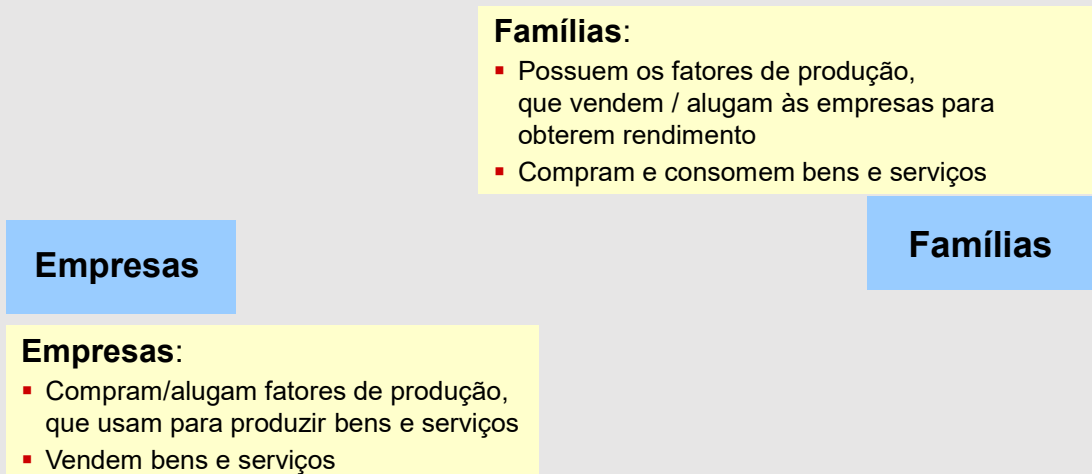 Famílias:
▪ Possuem os fatores de produção,
que vendem / alugam às empresas para
obterem rendimento
▪ Compram e consomem bens e serviços
Famílias
Empresas
Empresas:
▪ Compram/alugam fatores de produção,
que usam para produzir bens e serviços
▪ Vendem bens e serviços